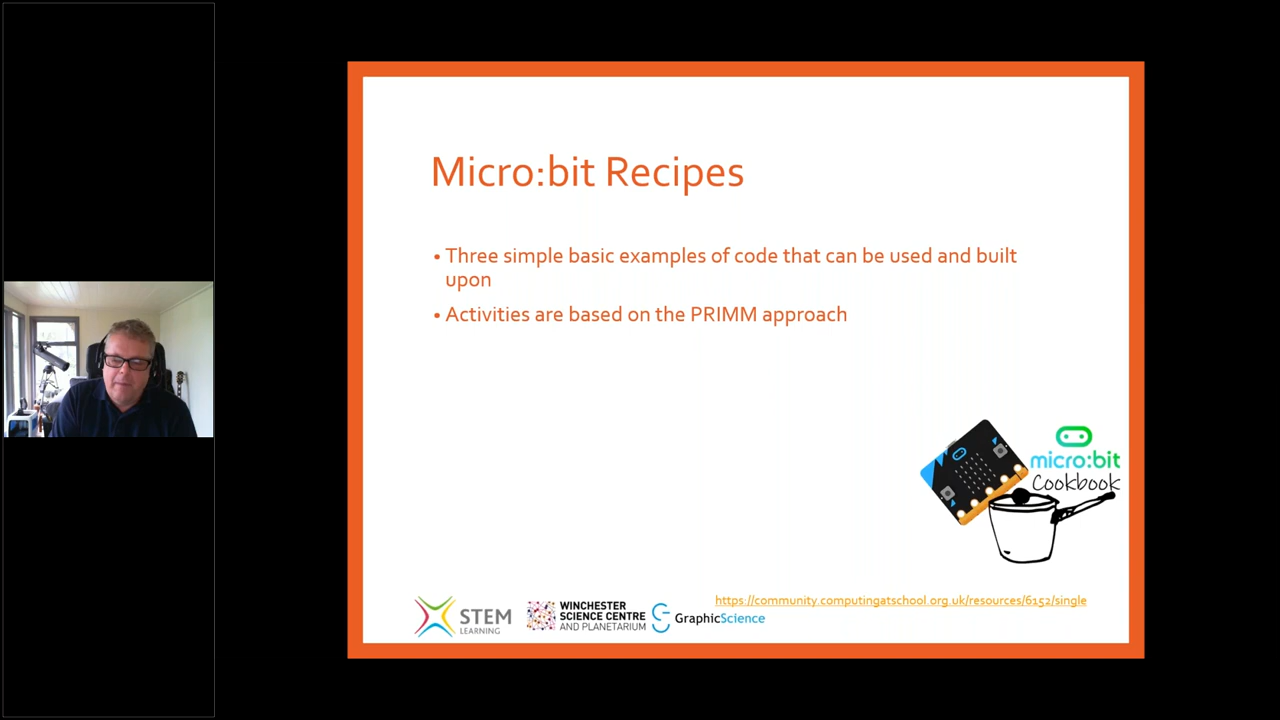 Micro:bit Recipes
• Three simple basic examples of code that can be used and built
upon
• Activities are based on the PRIMM approach
micro:bit
Cookbook
https://community.computingatschool.org.uk/resources/6152/single
STEM
LEARNING
WINCHESTER
SCIENCE CENTRE
AND PLANETARIUM
GraphicScience